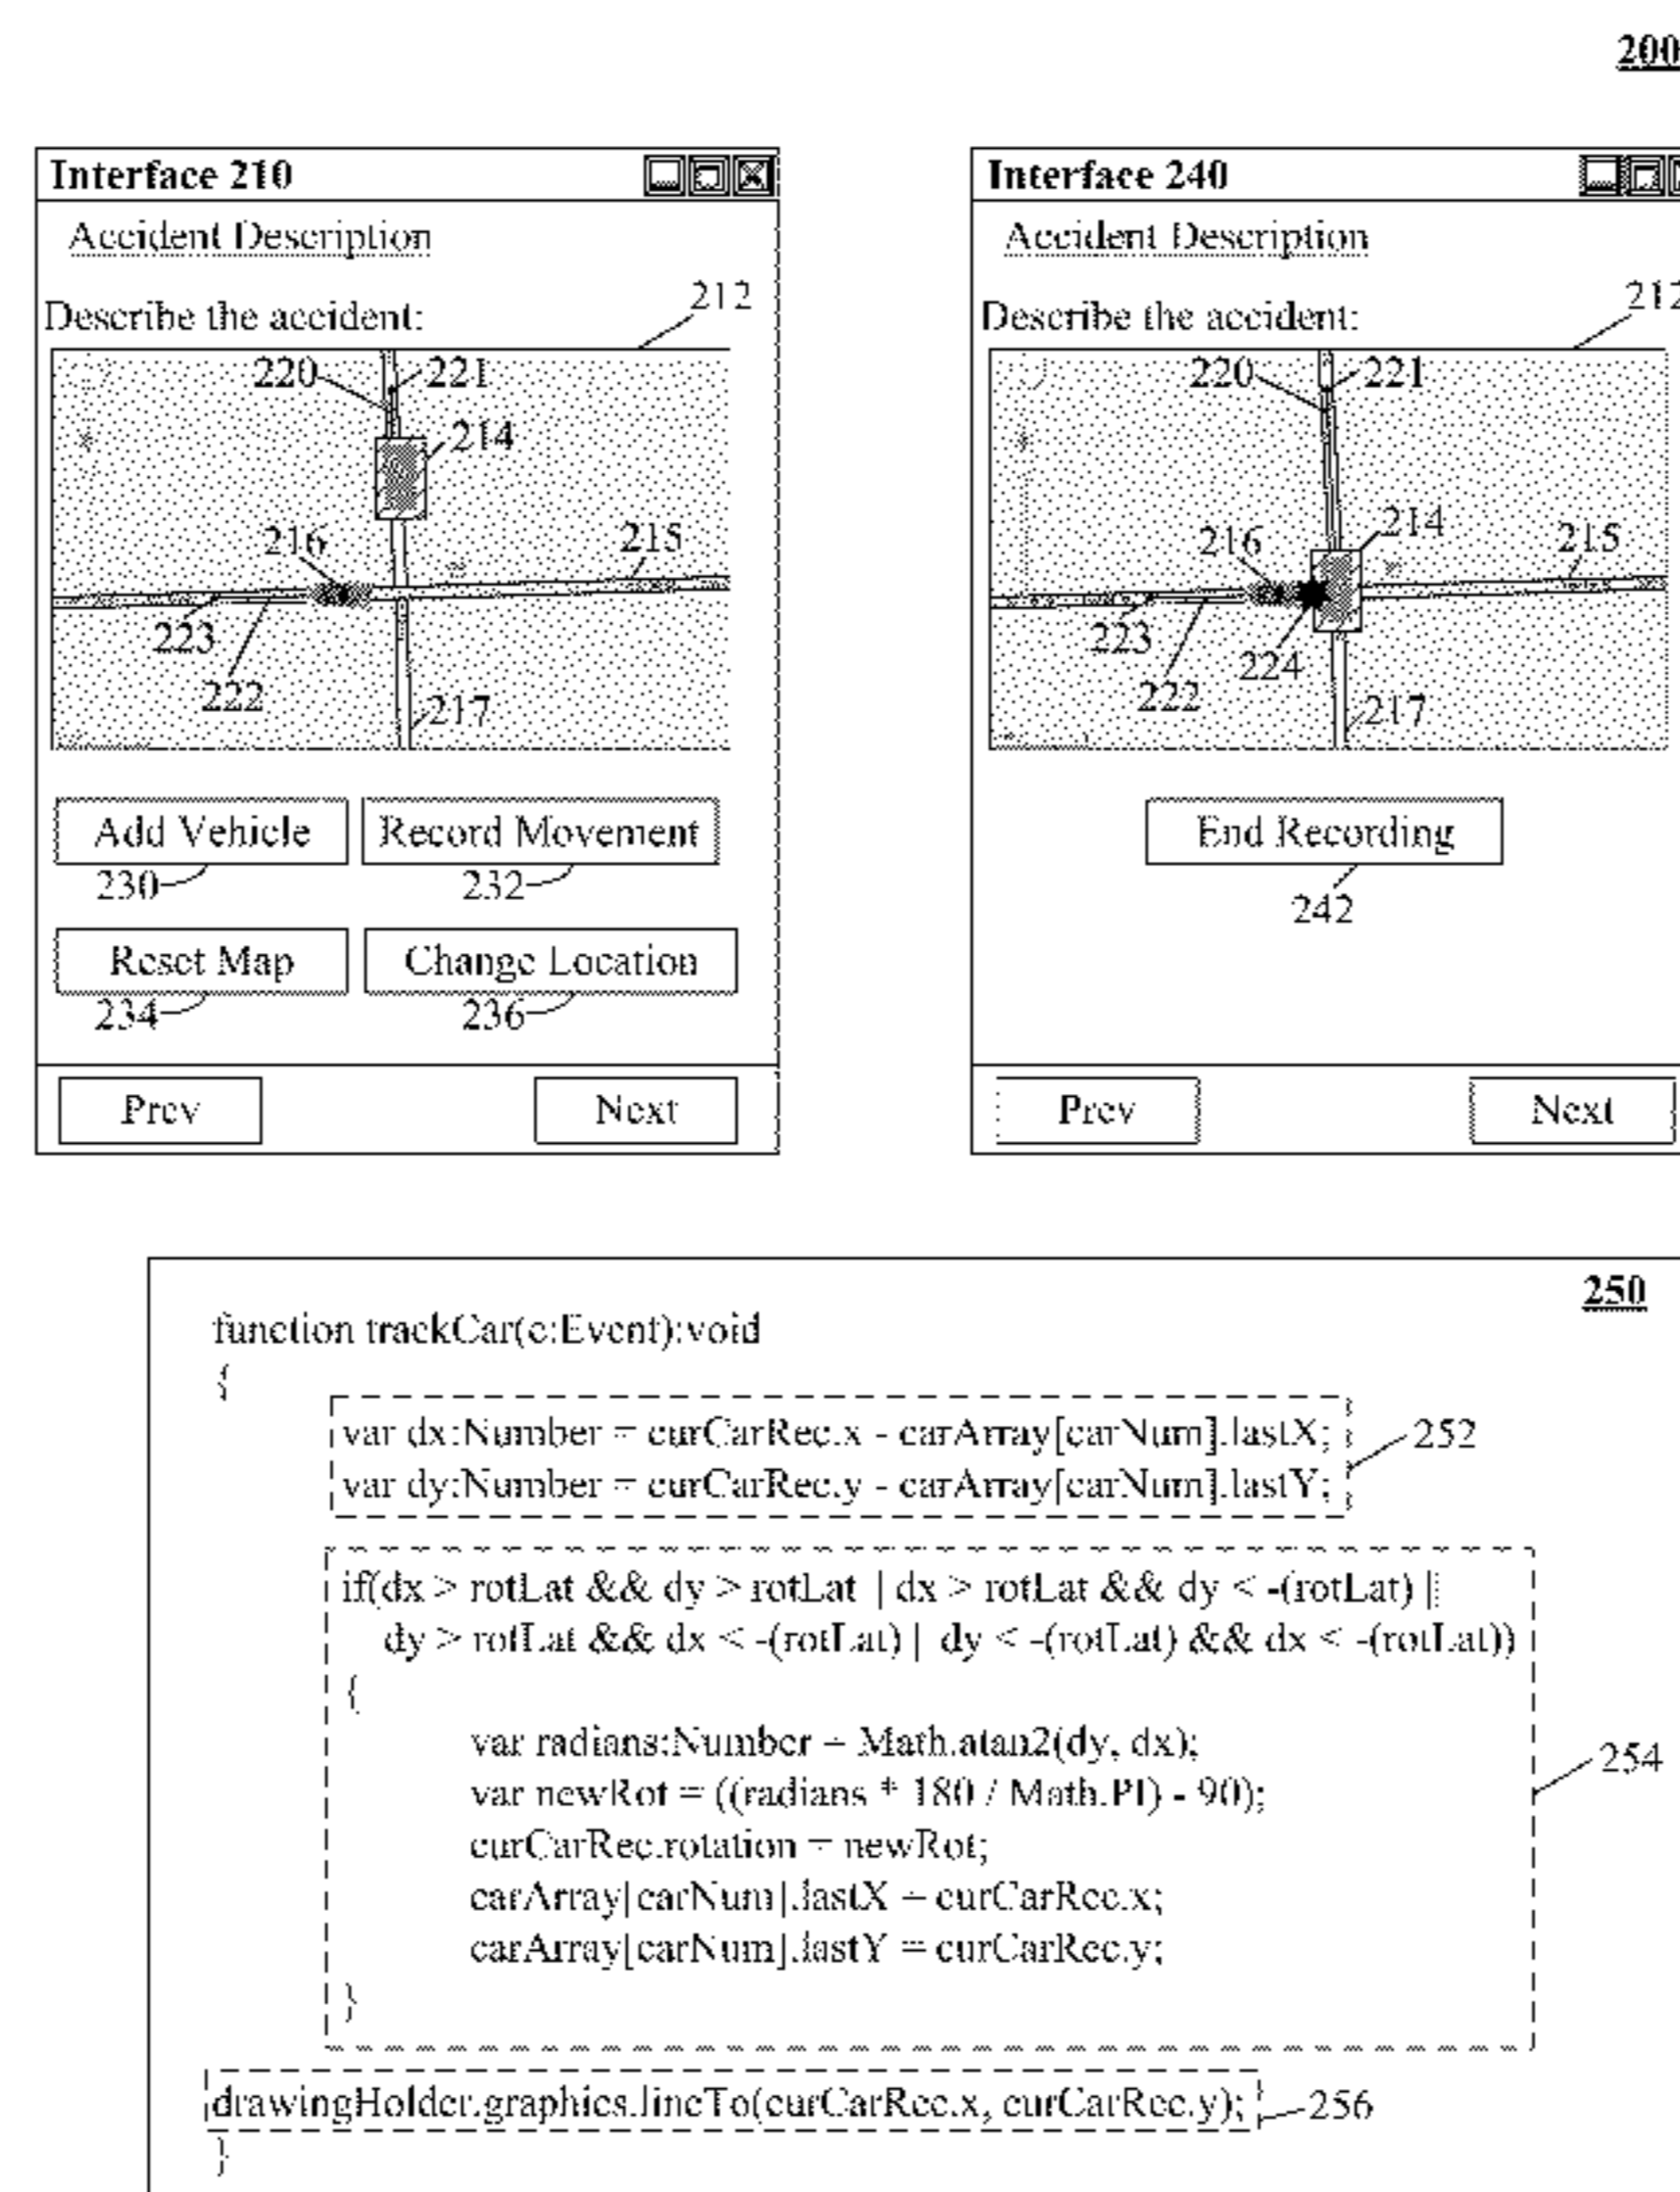 200
Interface 210
Accident Description
Describe the accident:
212
220
221
214
216
215
223
222
217
Add Vehicle
Record Movement
230
232
Reset Map
Change Location
234
236
Prev
Next
Interface 240
Accident Description
Describe the accident:
212
220
221
214
216
215
223
224
222
217
End Recording
242
Prev
Next
250
function trackCar(e:Event):void
{
var dx:Number = curCarRec.x - carArray[carNum].lastX;
var dy:Number = curCarRec.y - carArray[carNum].lastY;
252
if(dx > rotLat && dy > rotLat | dx > rotLat && dy < -(rotLat) |
dy > rotLat && dx < -(rotLat) | dy < -(rotLat) && dx < -(rotLat))
{
var radians:Number = Math.atan2(dy, dx);
var newRot = ((radians * 180 / Math.PI) - 90);
curCarRec.rotation = newRot;
carArray[carNum].lastX = curCarRec.x;
carArray[carNum].lastY = curCarRec.y;
}
254
drawingHolder.graphics.lineTo(curCarRec.x, curCarRec.y);
256
}